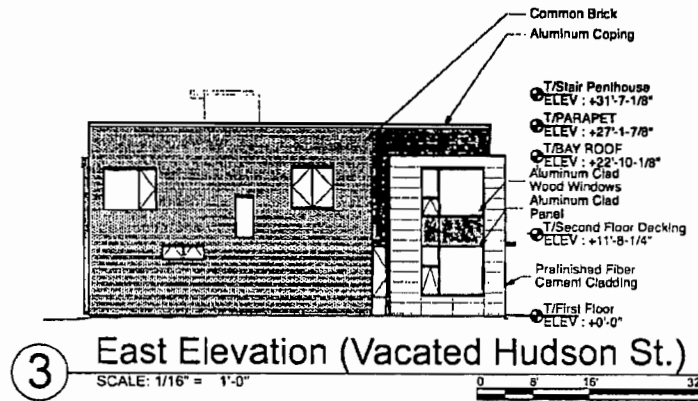 Common Brick
Aluminum Coping
T/Stair Penthouse
ELEV : +31'-7-1/8"
T/PARAPET
ELEV : +27'-1-7/8"
T/BAY ROOF
ELEV : +22'-10-1/8"
Aluminum Clad
Wood Windows
Aluminum Clad
Panel
T/Second Floor Decking
ELEV : +11'-8-1/4"
Prefinished Fiber
Cement Cladding
T/First Floor
ELEV : +0'-0"
3
East Elevation (Vacated Hudson St.)
SCALE: 1/16" = 1'-0"
0 8' 16' 32